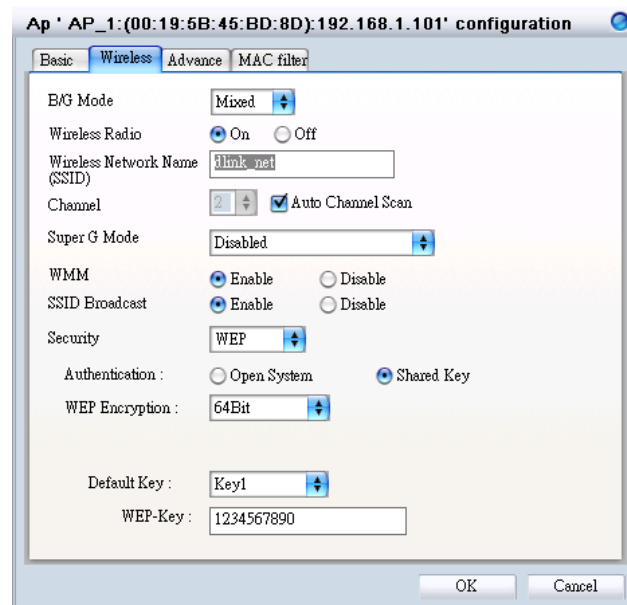 Ap ' AP_1:(00:19:5B:45:BD:8D):192.168.1.101' configuration
Basic Wireless Advance MAC filter
B/G Mode Mixed
Wireless Radio On Off
Wireless Network Name dlink_net
(SSID)
Channel 2 Auto Channel Scan
Super G Mode Disabled
WMM Enable Disable
SSID Broadcast Enable Disable
Security WEP
Authentication : Open System Shared Key
WEP Encryption : 64Bit
Default Key : Key1
WEP-Key : 1234567890
OK Cancel